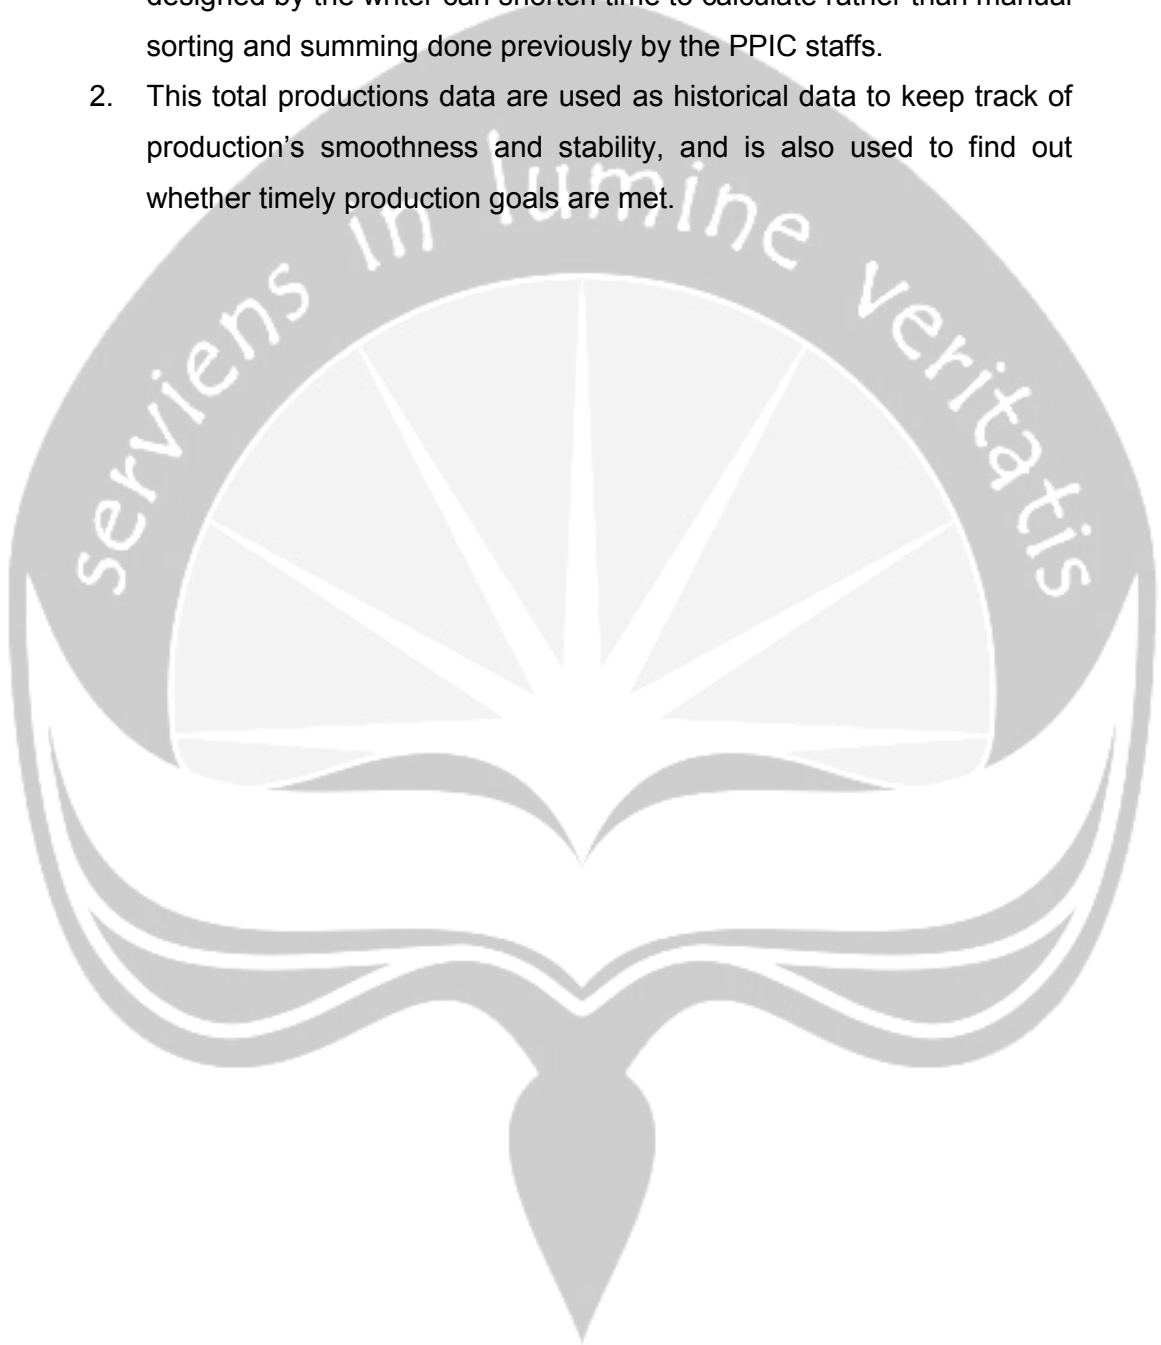 designed by the writer can shorten time to calculate rather than manual
sorting and summing done previously by the PPIC staffs.
2. This total productions data are used as historical data to keep track of
production's smoothness and stability, and is also used to find out
whether timely production goals are met.
serviens in lumine veritatis